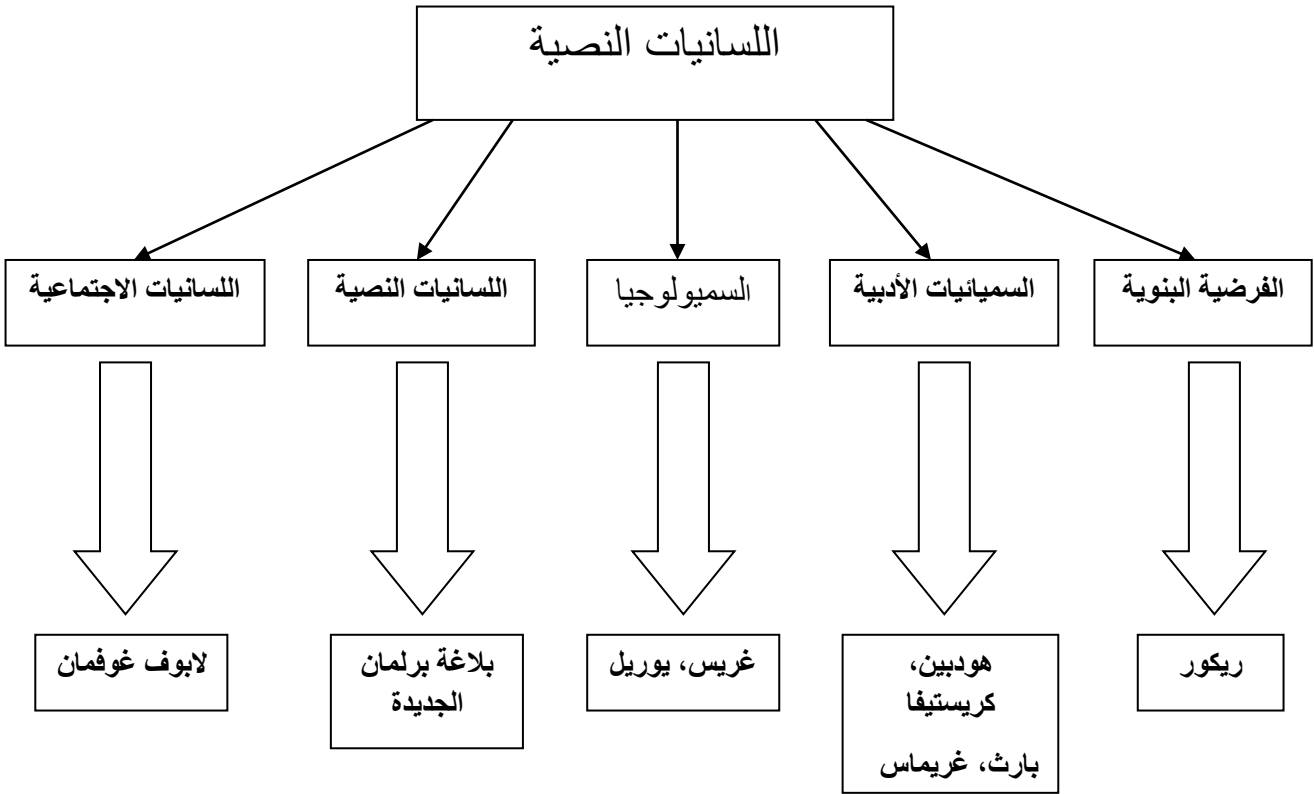 اللسانيات النصية
الفرضية البنوية
السميائيات الأدبية
السميولوجيا
اللسانيات النصية
اللسانيات الاجتماعية
ريكور
هودبين،
كريستيفا
بارث، غريماس
غريس، يوريل
بلاغة برلمان
الجديدة
لابوف غوفمان